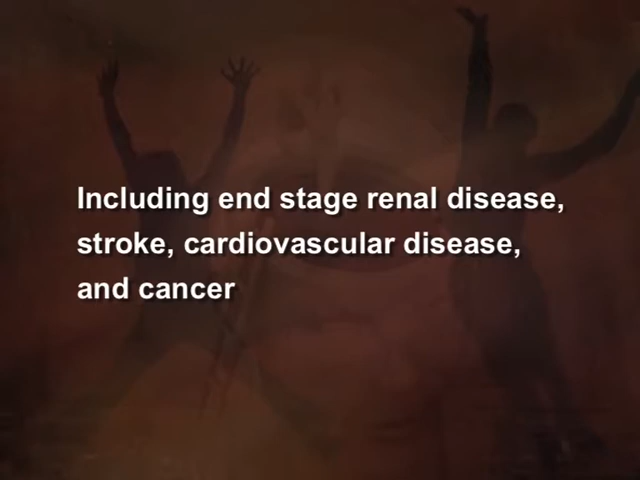 Including end stage renal disease,
stroke, cardiovascular disease,
and cancer